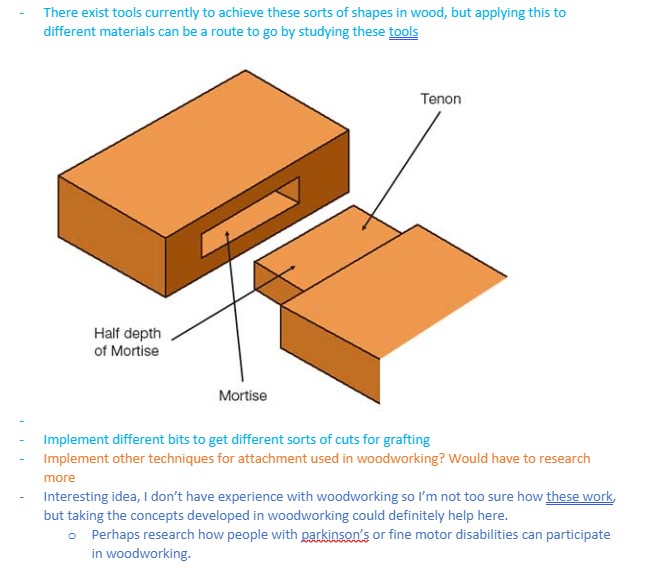 - There exist tools currently to achieve these sorts of shapes in wood, but applying this to
different materials can be a route to go by studying these tools
Tenon
Half depth
of Mortise
Mortise
-
- Implement different bits to get different sorts of cuts for grafting
- Implement other techniques for attachment used in woodworking? Would have to research
more
- Interesting idea, I don’t have experience with woodworking so I’m not too sure how these work,
but taking the concepts developed in woodworking could definitely help here.
o Perhaps research how people with parkinson’s or fine motor disabilities can participate
in woodworking.